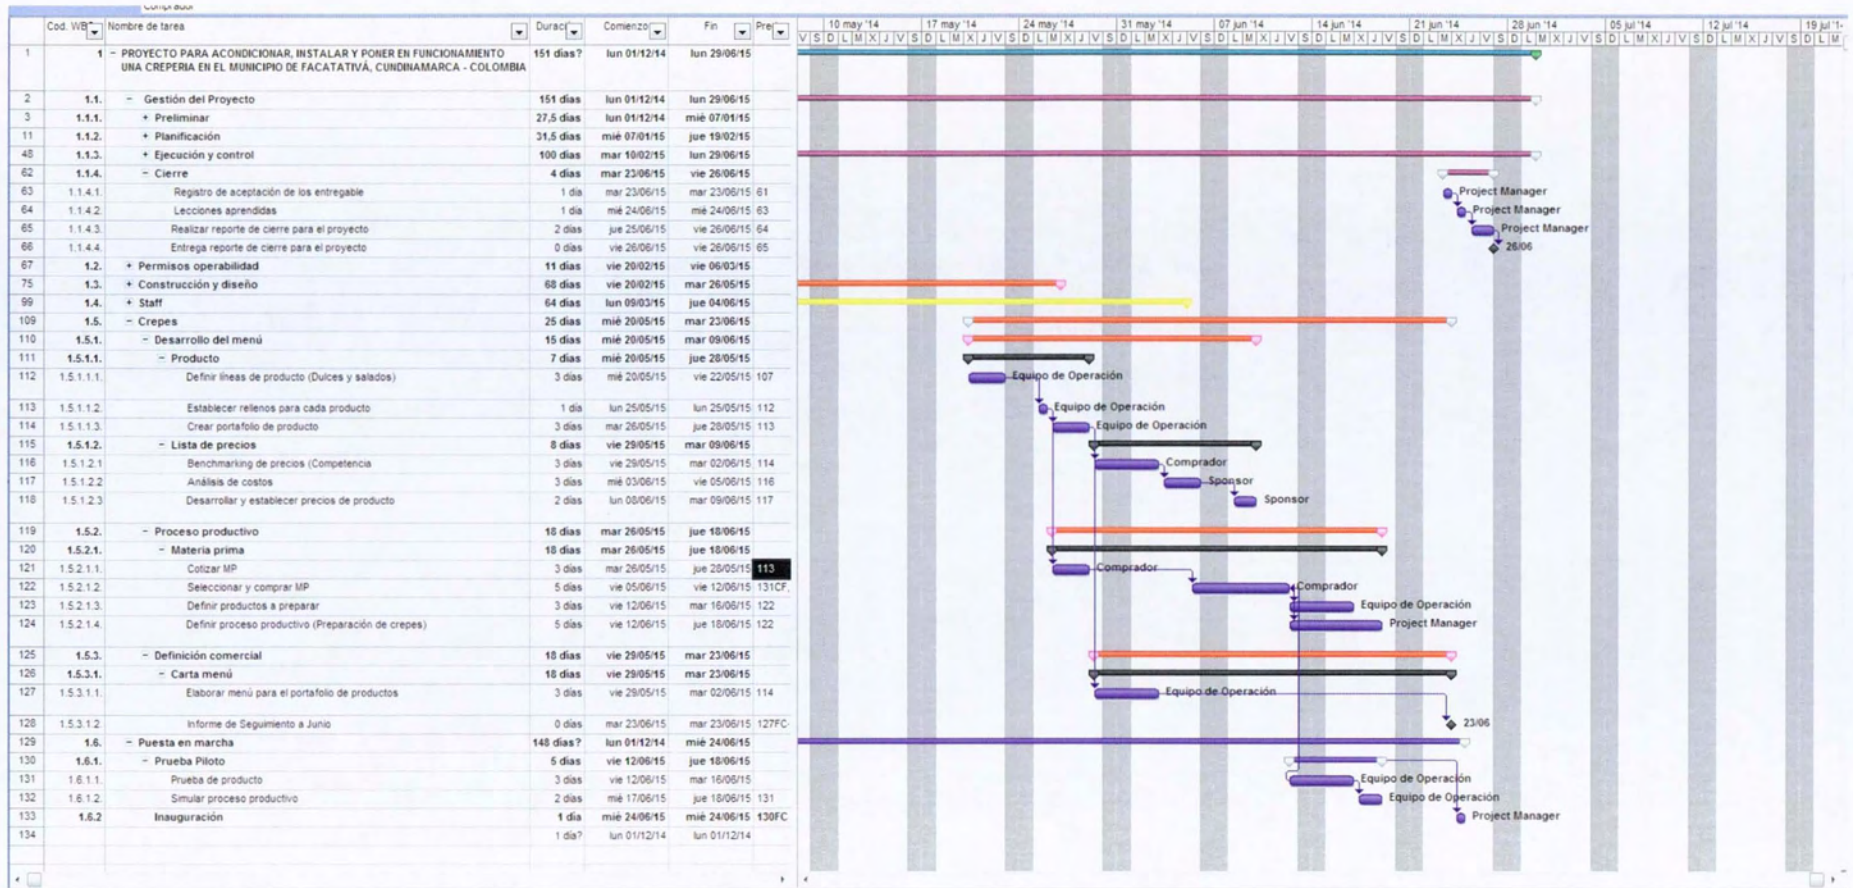 Comprador
Cod. WB Nombre de tarea Duraci Comienzo Fin Pre 10 may '14 17 may '14 24 may '14 31 may '14 07 jun '14 14 jun '14 21 jun '14 28 jun '14 05 jul '14 12 jul '14 19 jul '1
V S D L M X J V S D L M X J V S D L M X J V S D L M X J V S D L M X J V S D L M X J V S D L M X J V S D L M X J V S D L M X J V S D L M X J V S D L M
1 1 - PROYECTO PARA ACONDICIONAR, INSTALAR Y PONER EN FUNCIONAMIENTO 151 días? lun 01/12/14 lun 29/06/15
UNA CREPERIA EN EL MUNICIPIO DE FACATATIVÁ, CUNDINAMARCA - COLOMBIA
2 1.1. - Gestión del Proyecto 151 días lun 01/12/14 lun 29/06/15
3 1.1.1. + Preliminar 27,5 días lun 01/12/14 mié 07/01/15
11 1.1.2. + Planificación 31,5 días mié 07/01/15 jue 19/02/15
48 1.1.3. + Ejecución y control 100 días mar 10/02/15 lun 29/06/15
62 1.1.4. - Cierre 4 días mar 23/06/15 vie 26/06/15
63 1.1.4.1. Registro de aceptación de los entregable 1 día mar 23/06/15 mar 23/06/15 61 Project Manager
64 1.1.4.2. Lecciones aprendidas 1 día mié 24/06/15 mié 24/06/15 63 Project Manager
65 1.1.4.3. Realizar reporte de cierre para el proyecto 2 días jue 25/06/15 vie 26/06/15 64 Project Manager
66 1.1.4.4. Entrega reporte de cierre para el proyecto 0 días vie 26/06/15 vie 26/06/15 65 26/06
67 1.2. + Permisos operabilidad 11 días vie 20/02/15 vie 06/03/15
75 1.3. + Construcción y diseño 68 días vie 20/02/15 mar 26/05/15
99 1.4. + Staff 64 días lun 09/03/15 jue 04/06/15
109 1.5. - Crepes 25 días mié 20/05/15 mar 23/06/15
110 1.5.1. - Desarrollo del menú 15 días mié 20/05/15 mar 09/06/15
111 1.5.1.1. - Producto 7 días mié 20/05/15 jue 28/05/15
112 1.5.1.1.1. Definir líneas de producto (Dulces y salados) 3 días mié 20/05/15 vie 22/05/15 107 Equipo de Operación
113 1.5.1.1.2. Establecer rellenos para cada producto 1 día lun 25/05/15 lun 25/05/15 112 Equipo de Operación
114 1.5.1.1.3. Crear portafolio de producto 3 días mar 26/05/15 jue 28/05/15 113 Equipo de Operación
115 1.5.1.2. - Lista de precios 8 días vie 29/05/15 mar 09/06/15
116 1.5.1.2.1 Benchmarking de precios (Competencia 3 días vie 29/05/15 mar 02/06/15 114 Comprador
117 1.5.1.2.2 Análisis de costos 3 días mié 03/06/15 vie 05/06/15 116 Sponsor
118 1.5.1.2.3 Desarrollar y establecer precios de producto 2 días lun 08/06/15 mar 09/06/15 117 Sponsor
119 1.5.2. - Proceso productivo 18 días mar 26/05/15 jue 18/06/15
120 1.5.2.1. - Materia prima 18 días mar 26/05/15 jue 18/06/15
121 1.5.2.1.1. Cotizar MP 3 días mar 26/05/15 jue 28/05/15 113 Comprador
122 1.5.2.1.2. Seleccionar y comprar MP 5 días vie 05/06/15 vie 12/06/15 131CF, Comprador
123 1.5.2.1.3. Definir productos a preparar 3 días vie 12/06/15 mar 16/06/15 122 Equipo de Operación
124 1.5.2.1.4. Definir proceso productivo (Preparación de crepes) 5 días vie 12/06/15 jue 18/06/15 122 Project Manager
125 1.5.3. - Definición comercial 18 días vie 29/05/15 mar 23/06/15
126 1.5.3.1. - Carta menú 18 días vie 29/05/15 mar 23/06/15
127 1.5.3.1.1. Elaborar menú para el portafolio de productos 3 días vie 29/05/15 mar 02/06/15 114 Equipo de Operación
128 1.5.3.1.2. Informe de Seguimiento a Junio 0 días mar 23/06/15 mar 23/06/15 127FC- 23/06
129 1.6. - Puesta en marcha 148 días? lun 01/12/14 mié 24/06/15
130 1.6.1. - Prueba Piloto 5 días vie 12/06/15 jue 18/06/15
131 1.6.1.1. Prueba de producto 3 días vie 12/06/15 mar 16/06/15 Equipo de Operación
132 1.6.1.2. Simular proceso productivo 2 días mié 17/06/15 jue 18/06/15 131 Equipo de Operación
133 1.6.2 Inauguración 1 día mié 24/06/15 mié 24/06/15 130FC Project Manager
134 1 día? lun 01/12/14 lun 01/12/14